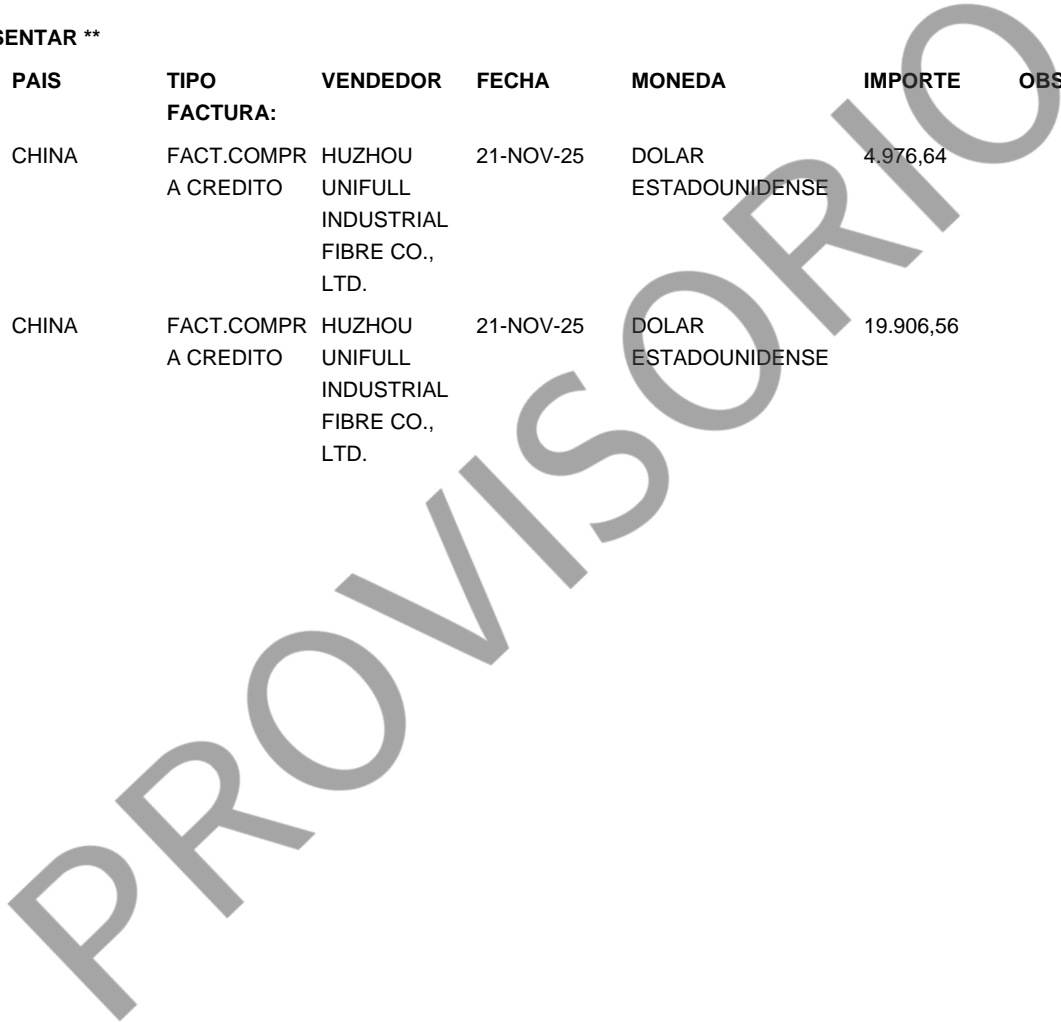 SENTAR **
PAIS TIPO VENDEDOR FECHA MONEDA IMPORTE OBS
FACTURA:
CHINA FACT.COMPR HUZHOU 21-NOV-25 DOLAR 4.976,64
A CREDITO UNIFULL ESTADOUNIDENSE
INDUSTRIAL
FIBRE CO.,
LTD.
CHINA FACT.COMPR HUZHOU 21-NOV-25 DOLAR 19.906,56
A CREDITO UNIFULL ESTADOUNIDENSE
INDUSTRIAL
FIBRE CO.,
LTD.
PROVISORIO